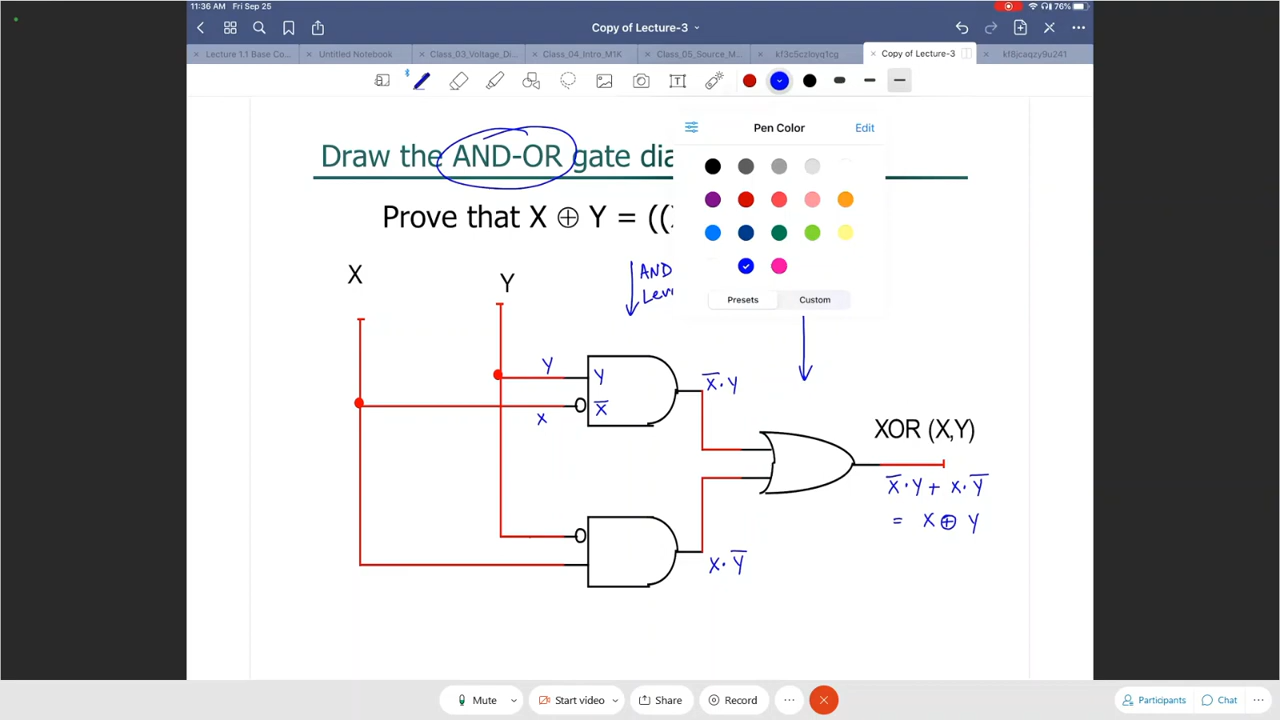 11:36 AM Fri Sep 25
76%
Copy of Lecture-3
Lecture 1.1 Base Co...
Untitled Notebook
Class_03_Voltage_Di...
Class_04_Intro_M1K
Class_05_Source_M...
kf3c5czloyq1cg
Copy of Lecture-3
kf8jcaqzy9u241
Pen Color
Edit
Presets
Custom
Draw the AND-OR gate dia
Prove that X ⊕ Y = ((
X
Y
AND
Leve
Y
Y
X̅
X
X̅·Y
XOR (X,Y)
X̅·Y + X·Y̅
= X ⊕ Y
X·Y̅
Mute
Start video
Share
Record
Participants
Chat